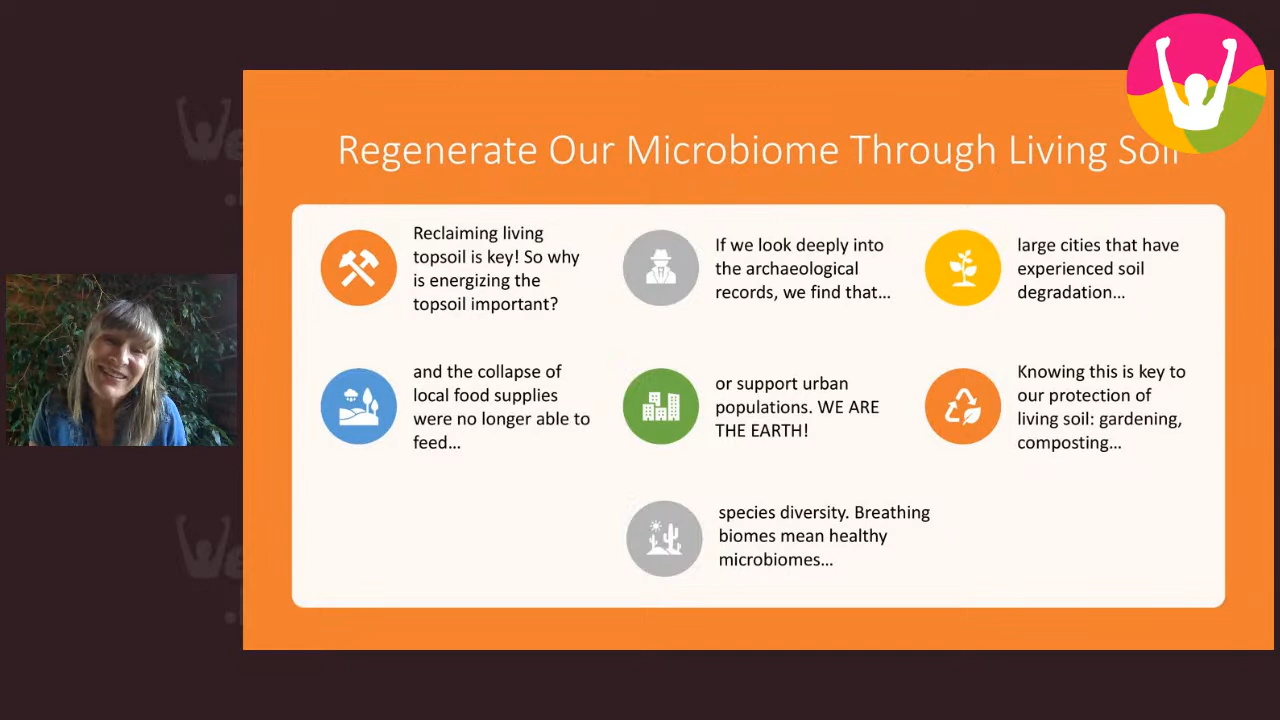 Regenerate Our Microbiome Through Living Soil
Reclaiming living
topsoil is key! So why
is energizing the
topsoil important?
If we look deeply into
the archaeological
records, we find that…
large cities that have
experienced soil
degradation…
and the collapse of
local food supplies
were no longer able to
feed…
or support urban
populations. WE ARE
THE EARTH!
Knowing this is key to
our protection of
living soil: gardening,
composting…
species diversity. Breathing
biomes mean healthy
microbiomes…